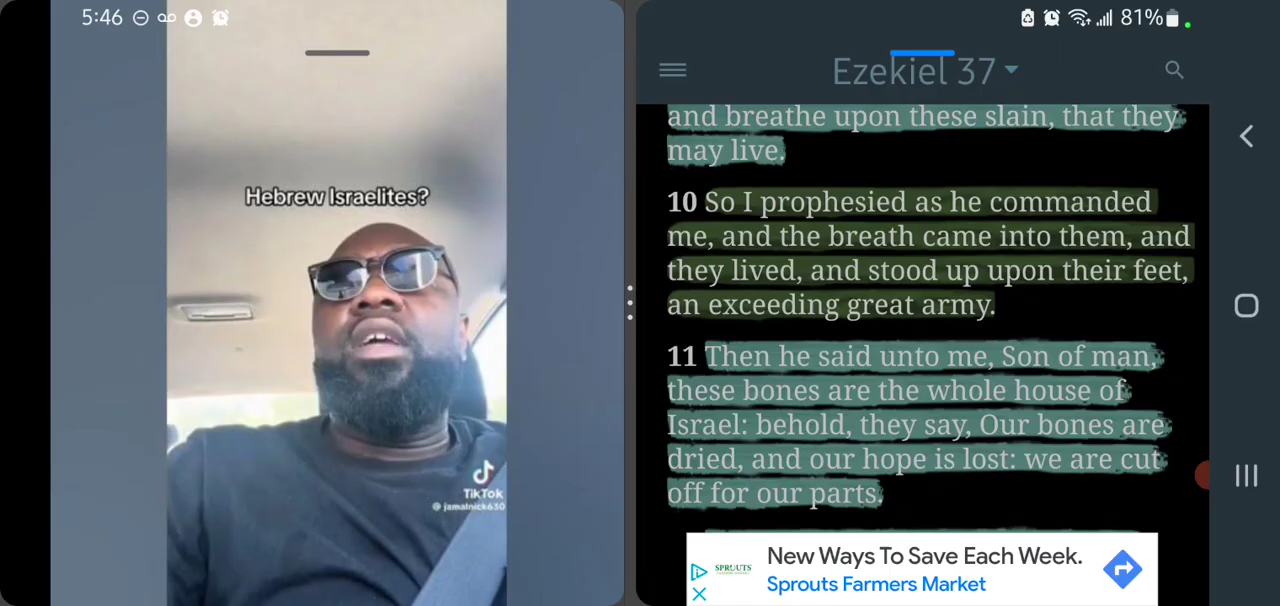 5:46
Hebrew Israelites?
TikTok
@ jamalnick630
81%
Ezekiel 37
and breathe upon these slain, that they
may live.
10 So I prophesied as he commanded
me, and the breath came into them, and
they lived, and stood up upon their feet,
an exceeding great army.
11 Then he said unto me, Son of man,
these bones are the whole house of
Israel: behold, they say, Our bones are
dried, and our hope is lost: we are cut
off for our parts.
SPROUTS
FARMERS MARKET
New Ways To Save Each Week.
Sprouts Farmers Market